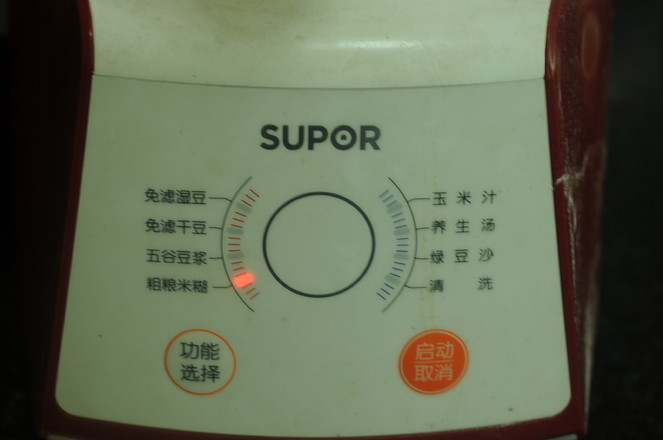 SUPOR
免滤湿豆
免滤干豆
五谷豆浆
粗粮米糊
玉米汁
养生汤
绿豆沙
清洗
功能
选择
启动
取消